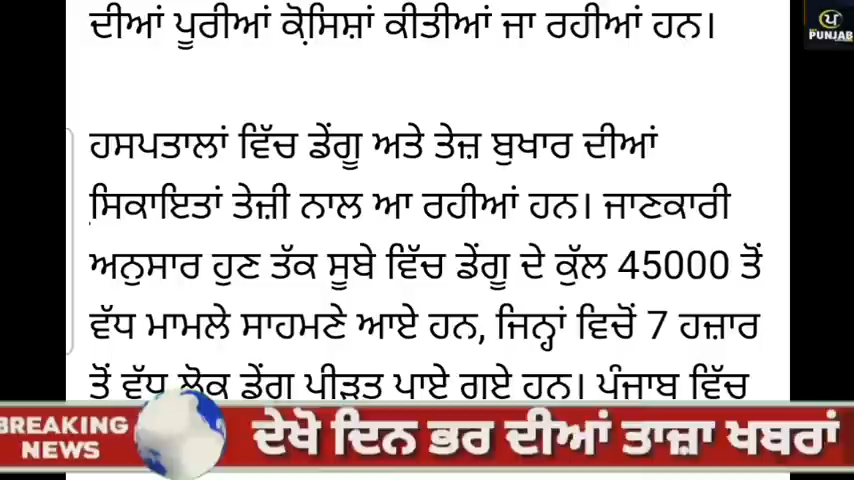 ਦੀਆਂ ਪੂਰੀਆਂ ਕੋਸ਼ਿਸ਼ਾਂ ਕੀਤੀਆਂ ਜਾ ਰਹੀਆਂ ਹਨ।
ਪ
PUNJAB
ਹਸਪਤਾਲਾਂ ਵਿੱਚ ਡੇਂਗੂ ਅਤੇ ਤੇਜ਼ ਬੁਖਾਰ ਦੀਆਂ
ਸ਼ਿਕਾਇਤਾਂ ਤੇਜ਼ੀ ਨਾਲ ਆ ਰਹੀਆਂ ਹਨ। ਜਾਣਕਾਰੀ
ਅਨੁਸਾਰ ਹੁਣ ਤੱਕ ਸੂਬੇ ਵਿੱਚ ਡੇਂਗੂ ਦੇ ਕੁੱਲ 45000 ਤੋਂ
ਵੱਧ ਮਾਮਲੇ ਸਾਹਮਣੇ ਆਏ ਹਨ, ਜਿਨ੍ਹਾਂ ਵਿਚੋਂ 7 ਹਜ਼ਾਰ
ਤੋਂ ਵੱਧ ਲੋਕ ਡੇਂਗੂ ਪੀੜਤ ਪਾਏ ਗਏ ਹਨ। ਪੰਜਾਬ ਵਿੱਚ
BREAKING
NEWS
ਦੇਖੋ ਦਿਨ ਭਰ ਦੀਆਂ ਤਾਜ਼ਾ ਖਬਰਾਂ